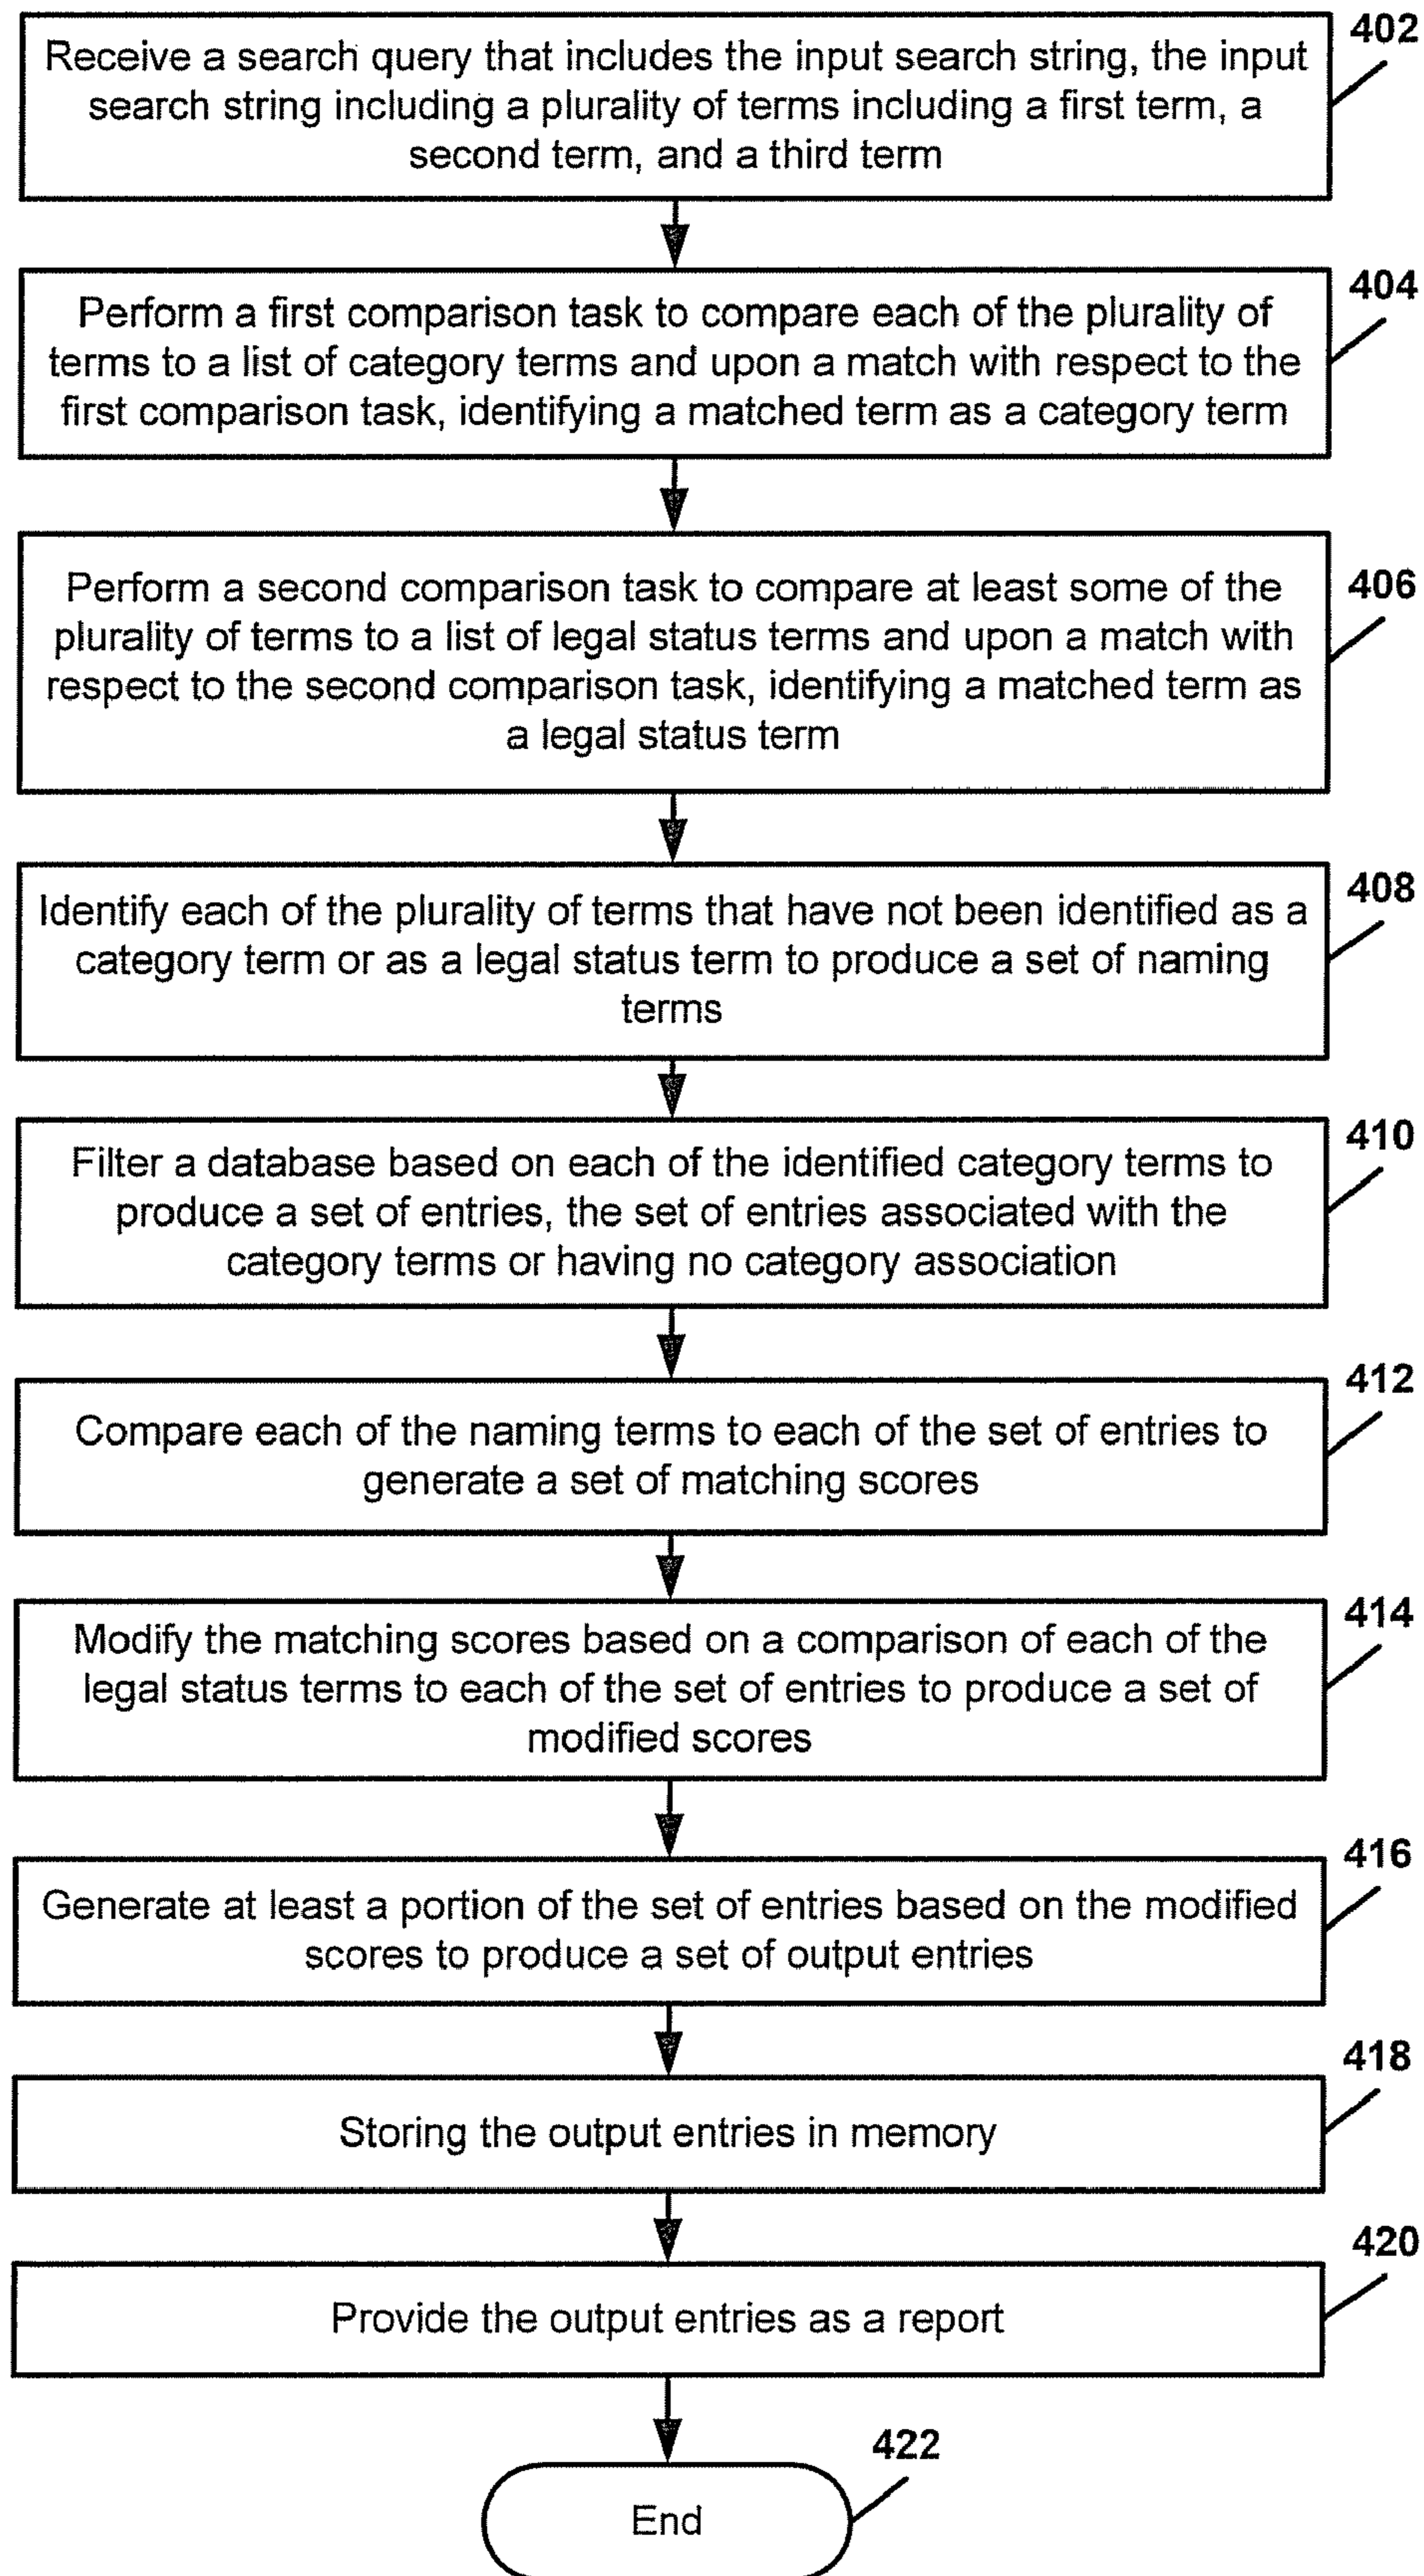 402
Receive a search query that includes the input search string, the input
search string including a plurality of terms including a first term, a
second term, and a third term
404
Perform a first comparison task to compare each of the plurality of
terms to a list of category terms and upon a match with respect to the
first comparison task, identifying a matched term as a category term
406
Perform a second comparison task to compare at least some of the
plurality of terms to a list of legal status terms and upon a match with
respect to the second comparison task, identifying a matched term as
a legal status term
408
Identify each of the plurality of terms that have not been identified as a
category term or as a legal status term to produce a set of naming
terms
410
Filter a database based on each of the identified category terms to
produce a set of entries, the set of entries associated with the
category terms or having no category association
412
Compare each of the naming terms to each of the set of entries to
generate a set of matching scores
414
Modify the matching scores based on a comparison of each of the
legal status terms to each of the set of entries to produce a set of
modified scores
416
Generate at least a portion of the set of entries based on the modified
scores to produce a set of output entries
418
Storing the output entries in memory
420
Provide the output entries as a report
422
End